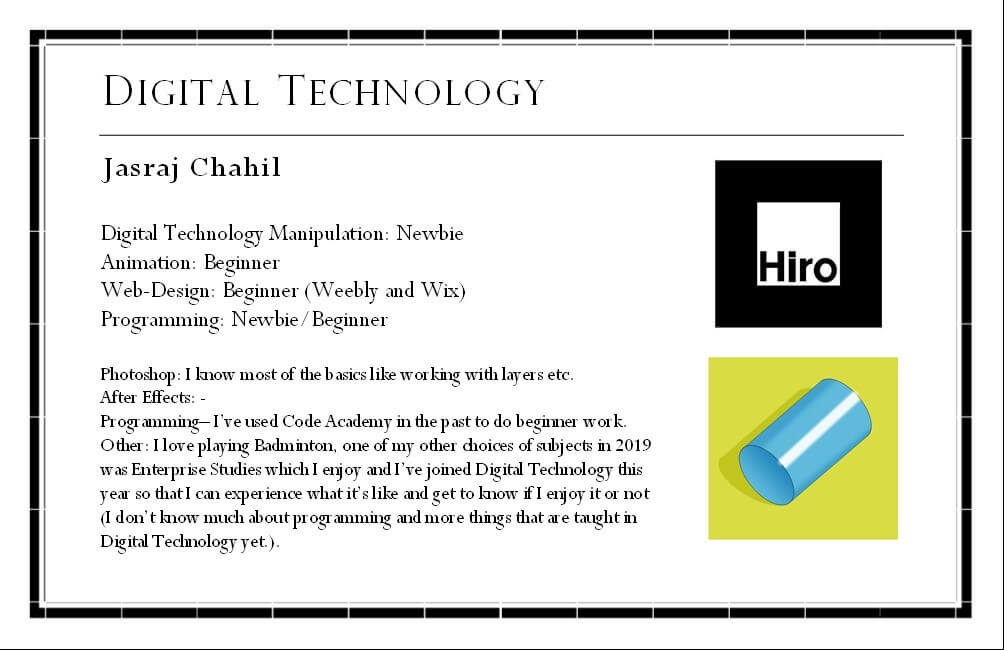 Digital Technology
Jasraj Chahil
Digital Technology Manipulation: Newbie
Animation: Beginner
Web-Design: Beginner (Weebly and Wix)
Programming: Newbie/Beginner
Hiro
Photoshop: I know most of the basics like working with layers etc.
After Effects: -
Programming—I've used Code Academy in the past to do beginner work.
Other: I love playing Badminton, one of my other choices of subjects in 2019
was Enterprise Studies which I enjoy and I've joined Digital Technology this
year so that I can experience what it's like and get to know if I enjoy it or not
(I don't know much about programming and more things that are taught in
Digital Technology yet.).